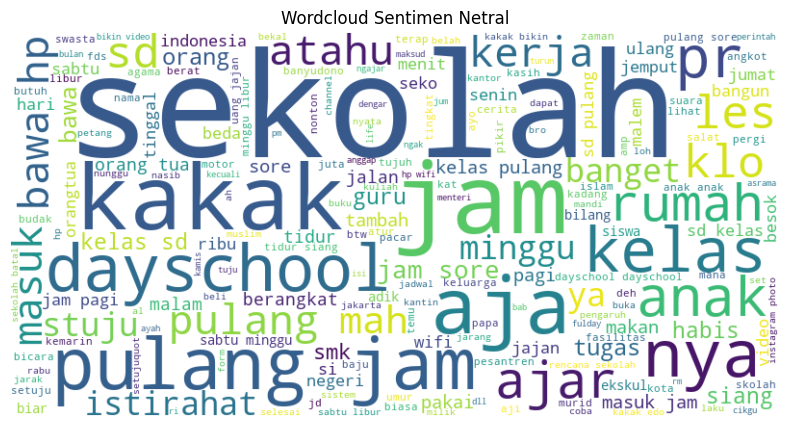 Wordcloud Sentimen Netral
swasta bikin video indonesia atahu bekal terap belah kakak bikin zaman pulang sore perintah
fds berat orang banyudono menit kerja turun kantor kasih ulang pr angkot
libur sabtu sd uang jajan seko maksud ngajar jemput jumat
bulan agama hp sekolah channel senin tingkat cerita sd pulang bangun
butuh hari bawa tinggal beda nonton dengar nyata life ayo dapat malem suara les
petang nama minggu libur pm ngak jum bro pikir amp loh lihat salat pergi
bawa hp orang tua motor sore anggap tujuh kelas pulang banget klo
orangtua nunggu nasib juta jalan hp wifi kat kadang islam anak anak asrama
budak kecuali kakak ah buku guru kuliah menteri jam mandi bilang rumah besok
masuk hp kelas sd ribu tidur tambah atur pacar minggu siswa sd kelas
sekolah batal muslim tidur siang btw isi pagi kelas dayschool dayschool mana set
dayschool kamis tuju jam sore jadwal keluarga deh buka anak
jam pagi malam beli berangkat adik temu kantin aja ya pengaruh fulday instagram photo
stuju al pulang mah jakarta jarang papa bab makan habis video
bicara kemarin ayah sabtu minggu wifi jajan tugas fasilitas
rabu setujuquot form smk baju pesantren rencana sekolah nya
jarak pulang jam si negeri ajar ekskul kota rm skolah
setuju istirahat sistem umur pakai murid masuk jam siang
biar ri selesai jd sabtu libur biasa milik dll aji coba kakak edo laku cikgu